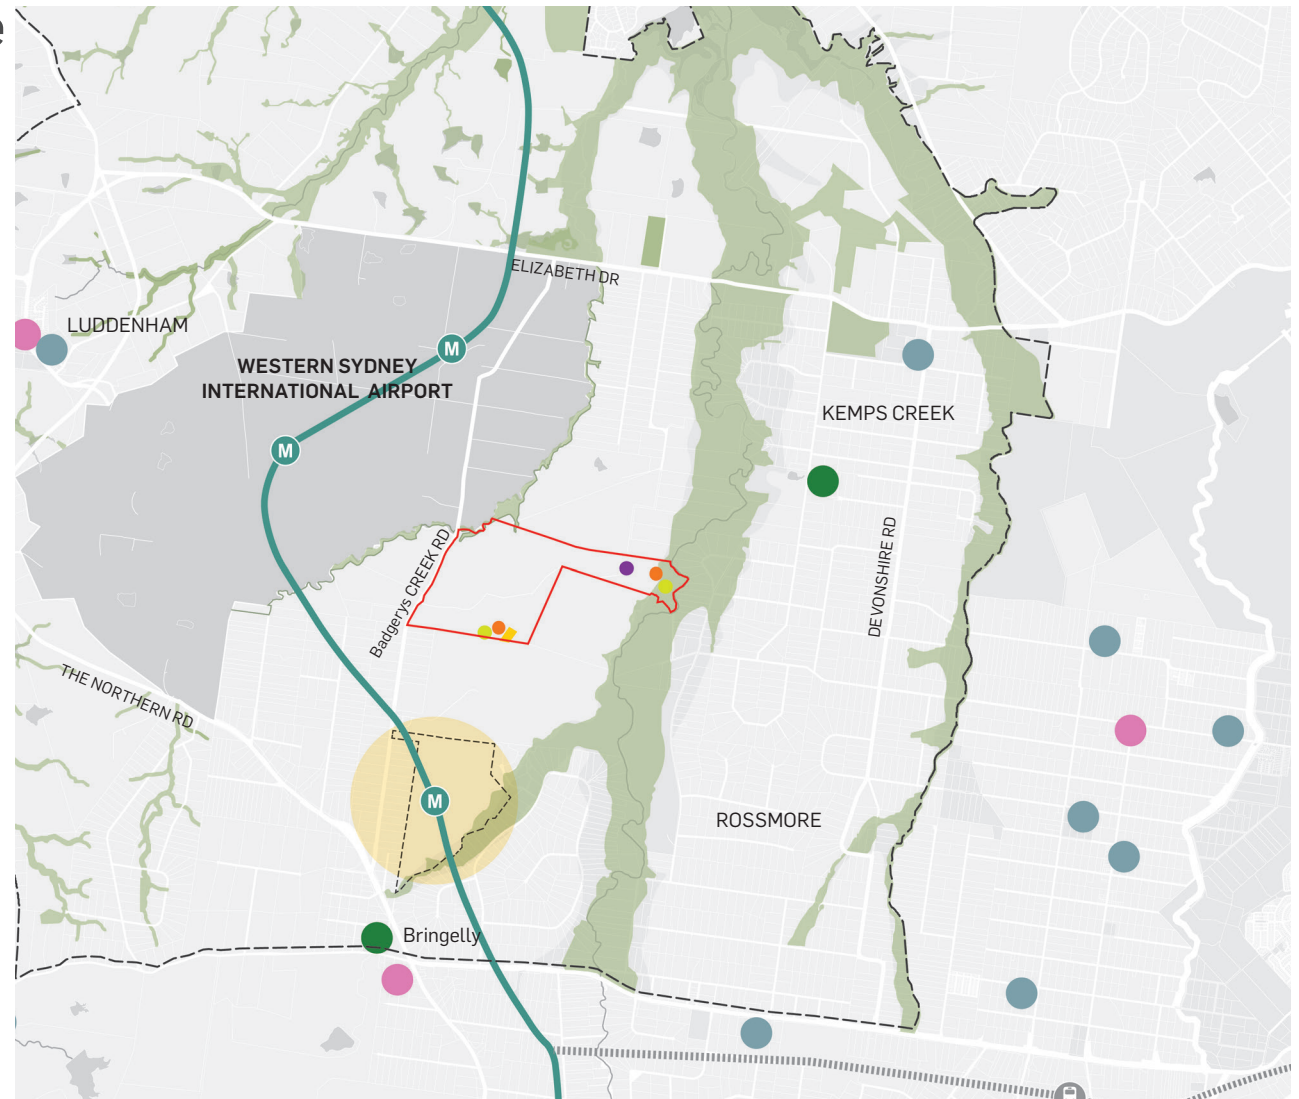 e
ELIZABETH DR
LUDDENHAM
M
WESTERN SYDNEY
INTERNATIONAL AIRPORT
KEMPS CREEK
M
Badgerys CREEK RD
DEVONSHIRE RD
THE NORTHERN RD
M
ROSSMORE
Bringelly